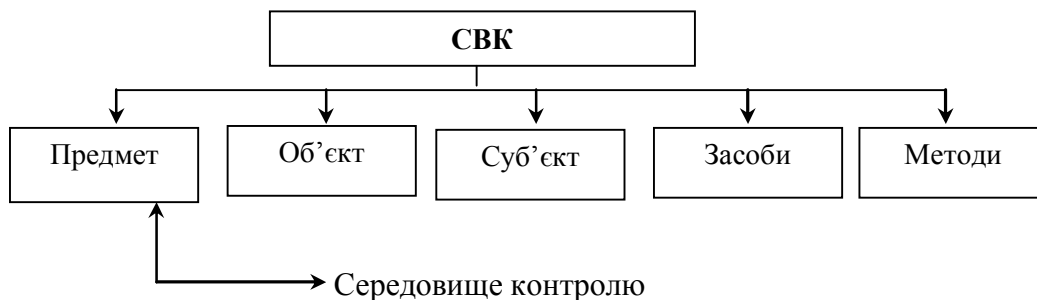 СВК
Предмет
Об’єкт
Суб’єкт
Засоби
Методи
Середовище контролю